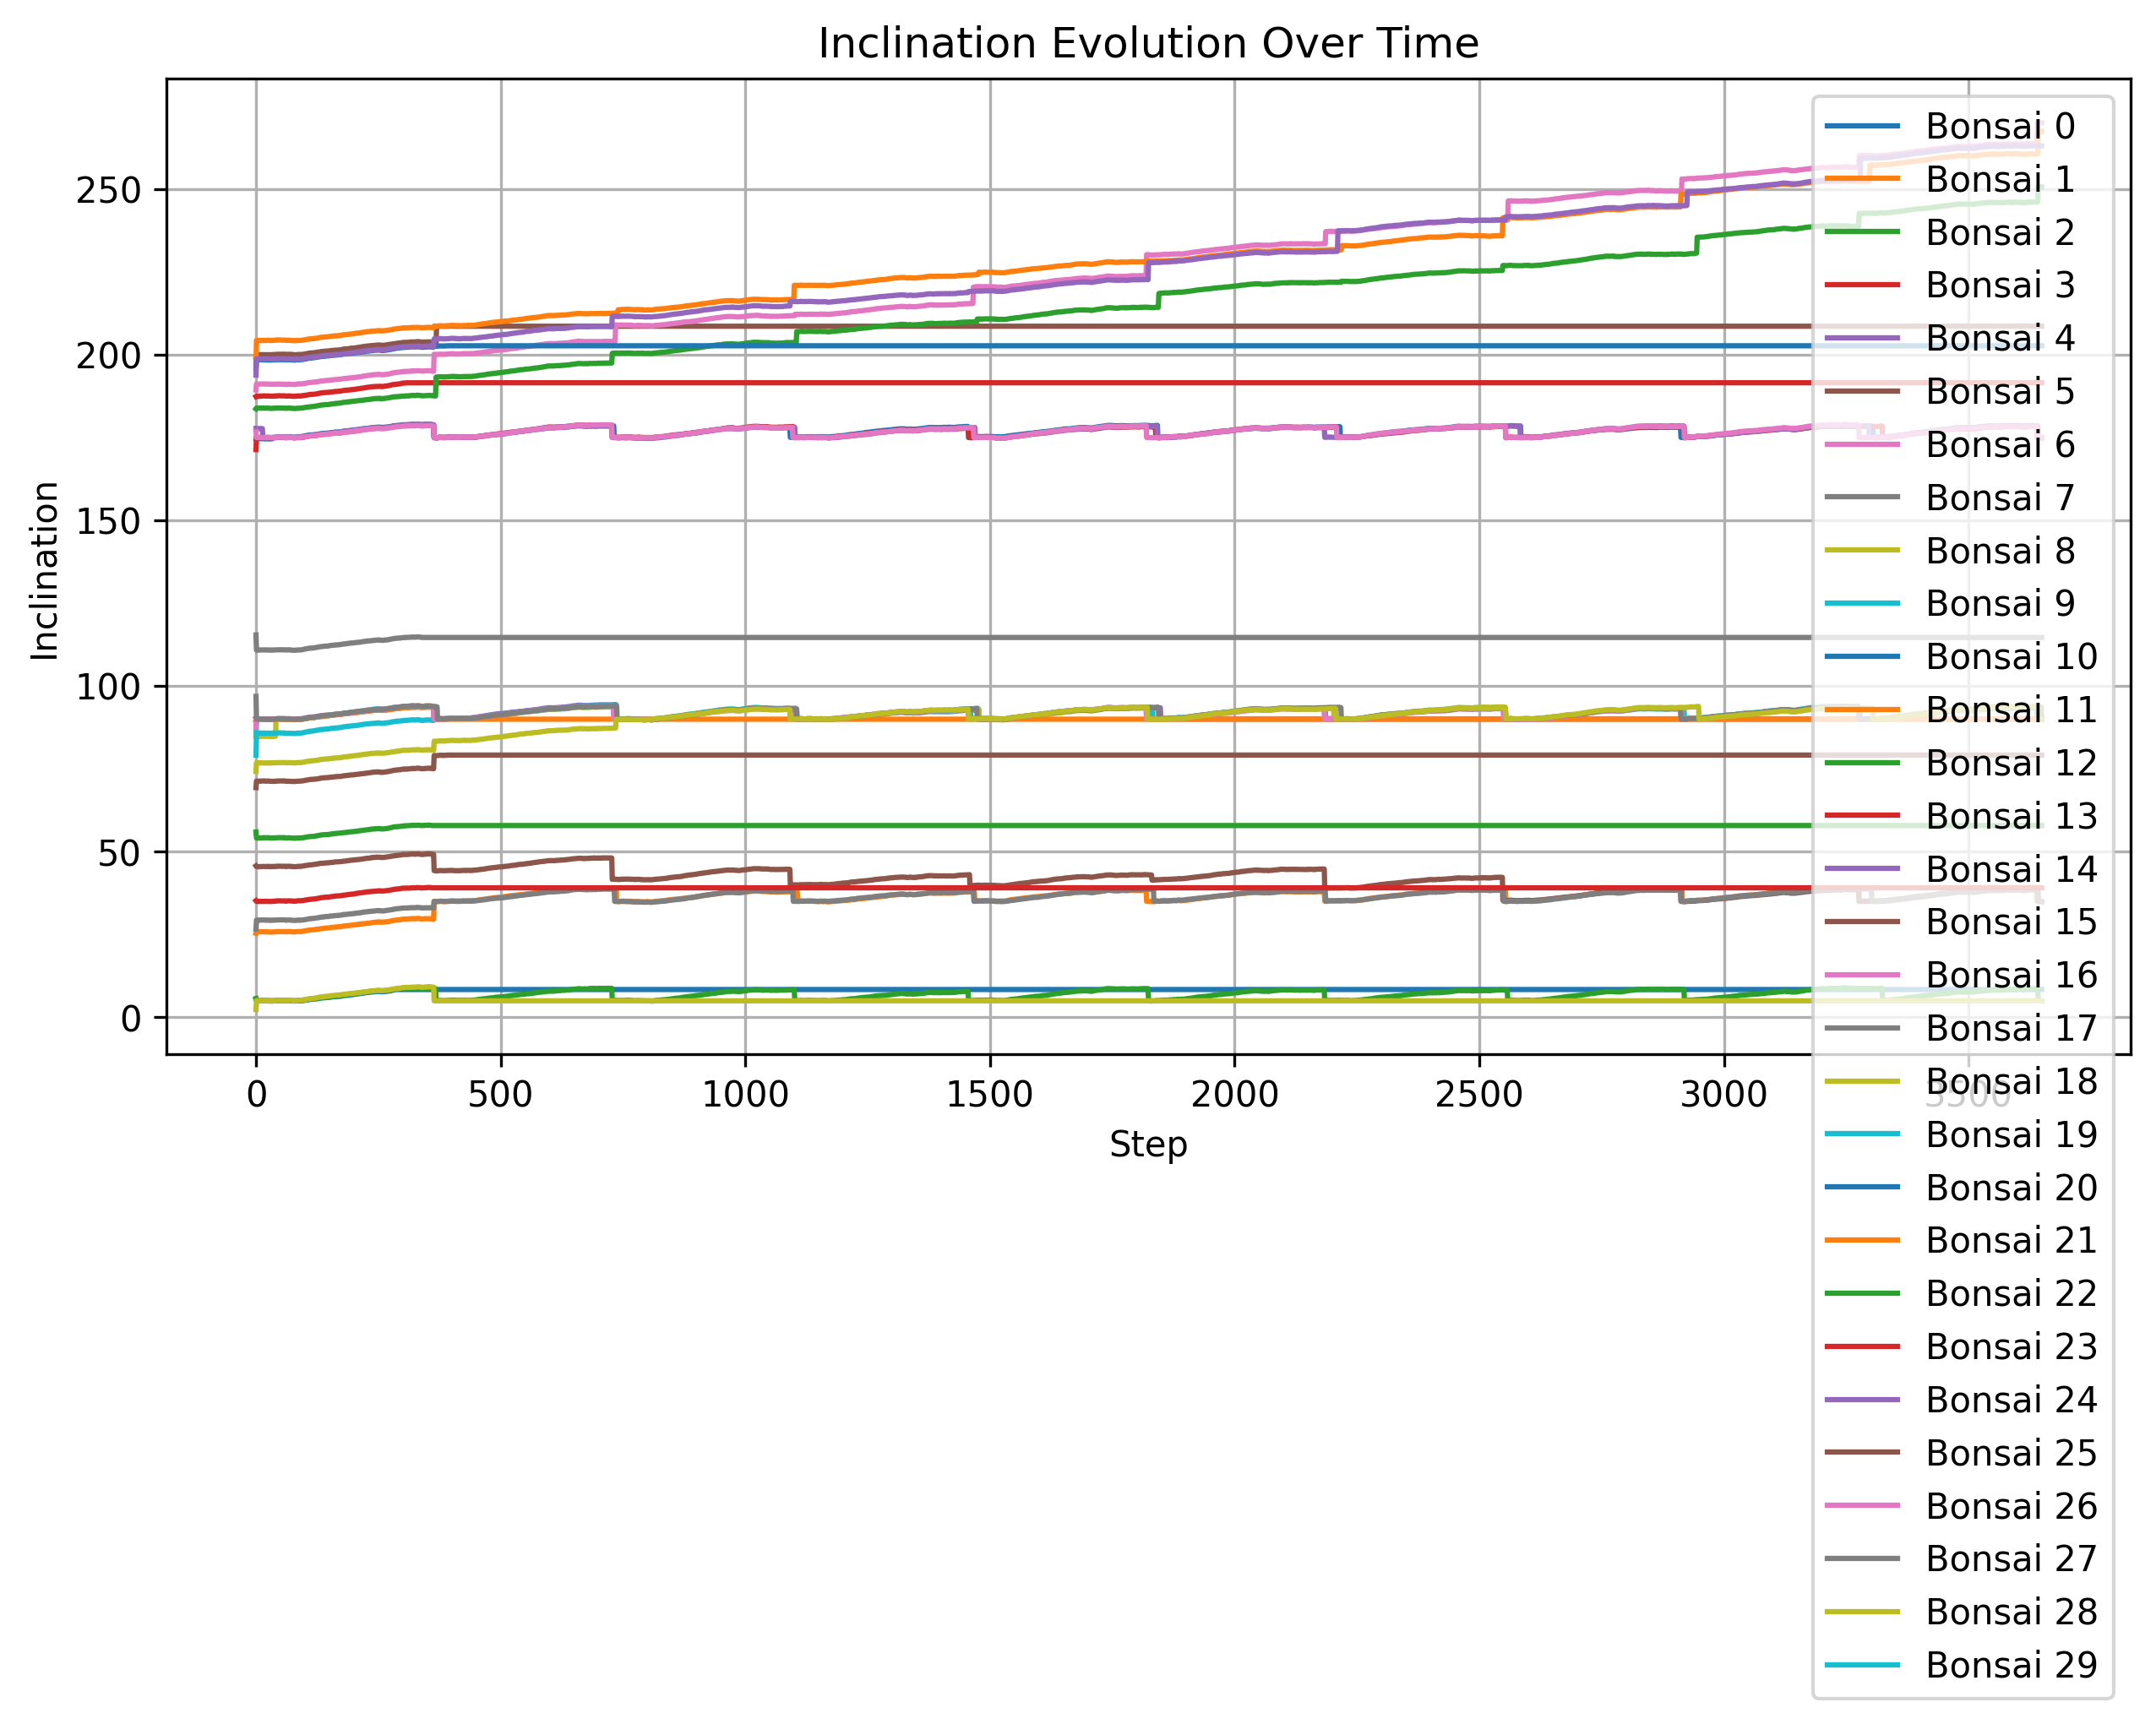 Inclination Evolution Over Time
Inclination
250
200
150
100
50
0
0 500 1000 1500 2000 2500 3000 3500
Step
Bonsai 0
Bonsai 1
Bonsai 2
Bonsai 3
Bonsai 4
Bonsai 5
Bonsai 6
Bonsai 7
Bonsai 8
Bonsai 9
Bonsai 10
Bonsai 11
Bonsai 12
Bonsai 13
Bonsai 14
Bonsai 15
Bonsai 16
Bonsai 17
Bonsai 18
Bonsai 19
Bonsai 20
Bonsai 21
Bonsai 22
Bonsai 23
Bonsai 24
Bonsai 25
Bonsai 26
Bonsai 27
Bonsai 28
Bonsai 29